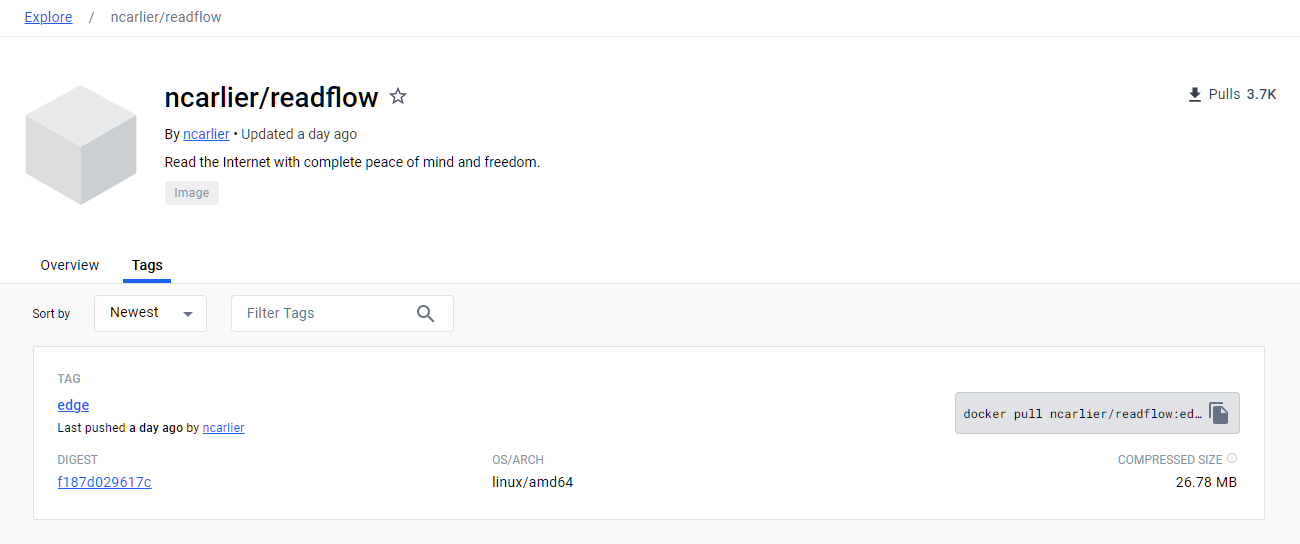 Explore / ncarlier/readflow
ncarlier/readflow
Pulls 3.7K
By ncarlier • Updated a day ago
Read the Internet with complete peace of mind and freedom.
Image
Overview Tags
Sort by Newest Filter Tags
TAG
edge
docker pull ncarlier/readflow:ed…
Last pushed a day ago by ncarlier
DIGEST OS/ARCH COMPRESSED SIZE
f187d029617c linux/amd64 26.78 MB